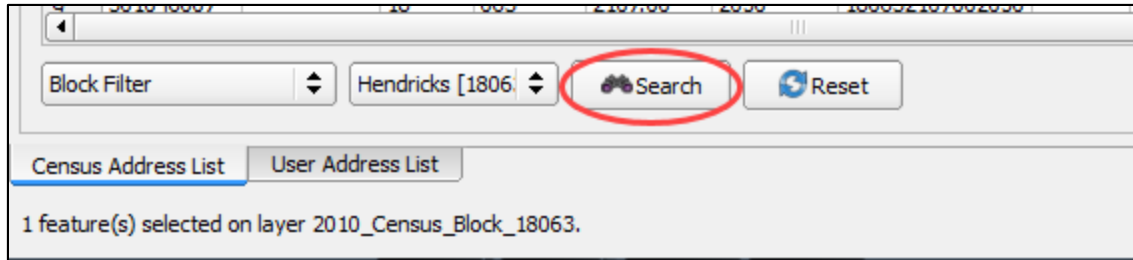 Block Filter Hendricks [1806 Search Reset
Census Address List User Address List
1 feature(s) selected on layer 2010_Census_Block_18063.